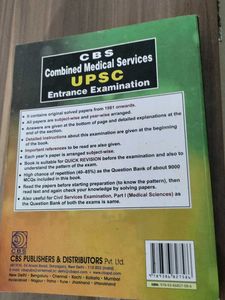 CBS
Combined Medical Services
UPSC
Entrance Examination
It contains original solved papers from 1981 onwards.
All papers are subject-wise and year-wise arranged.
Answers are given at the bottom of page and detailed explanations at the
end of the section.
Detailed instructions about this examination are given at the beginning
of the book.
Important references to be read are also given.
Each year's paper is arranged subject-wise.
Book is suitable for QUICK REVISION before the examination and also to
understand the pattern of the exam.
High chance of repetition (40–85%) as the Question Bank of about 9000
MCQs included in this book.
Read the papers before starting preparation (to know the pattern), then
read text and again check your knowledge by solving papers.
Also useful for Civil Services Examination, Part I (Medical Sciences) as
the Question Bank of both the exams is same.
CBS
CBS PUBLISHERS & DISTRIBUTORS Pvt. Ltd.